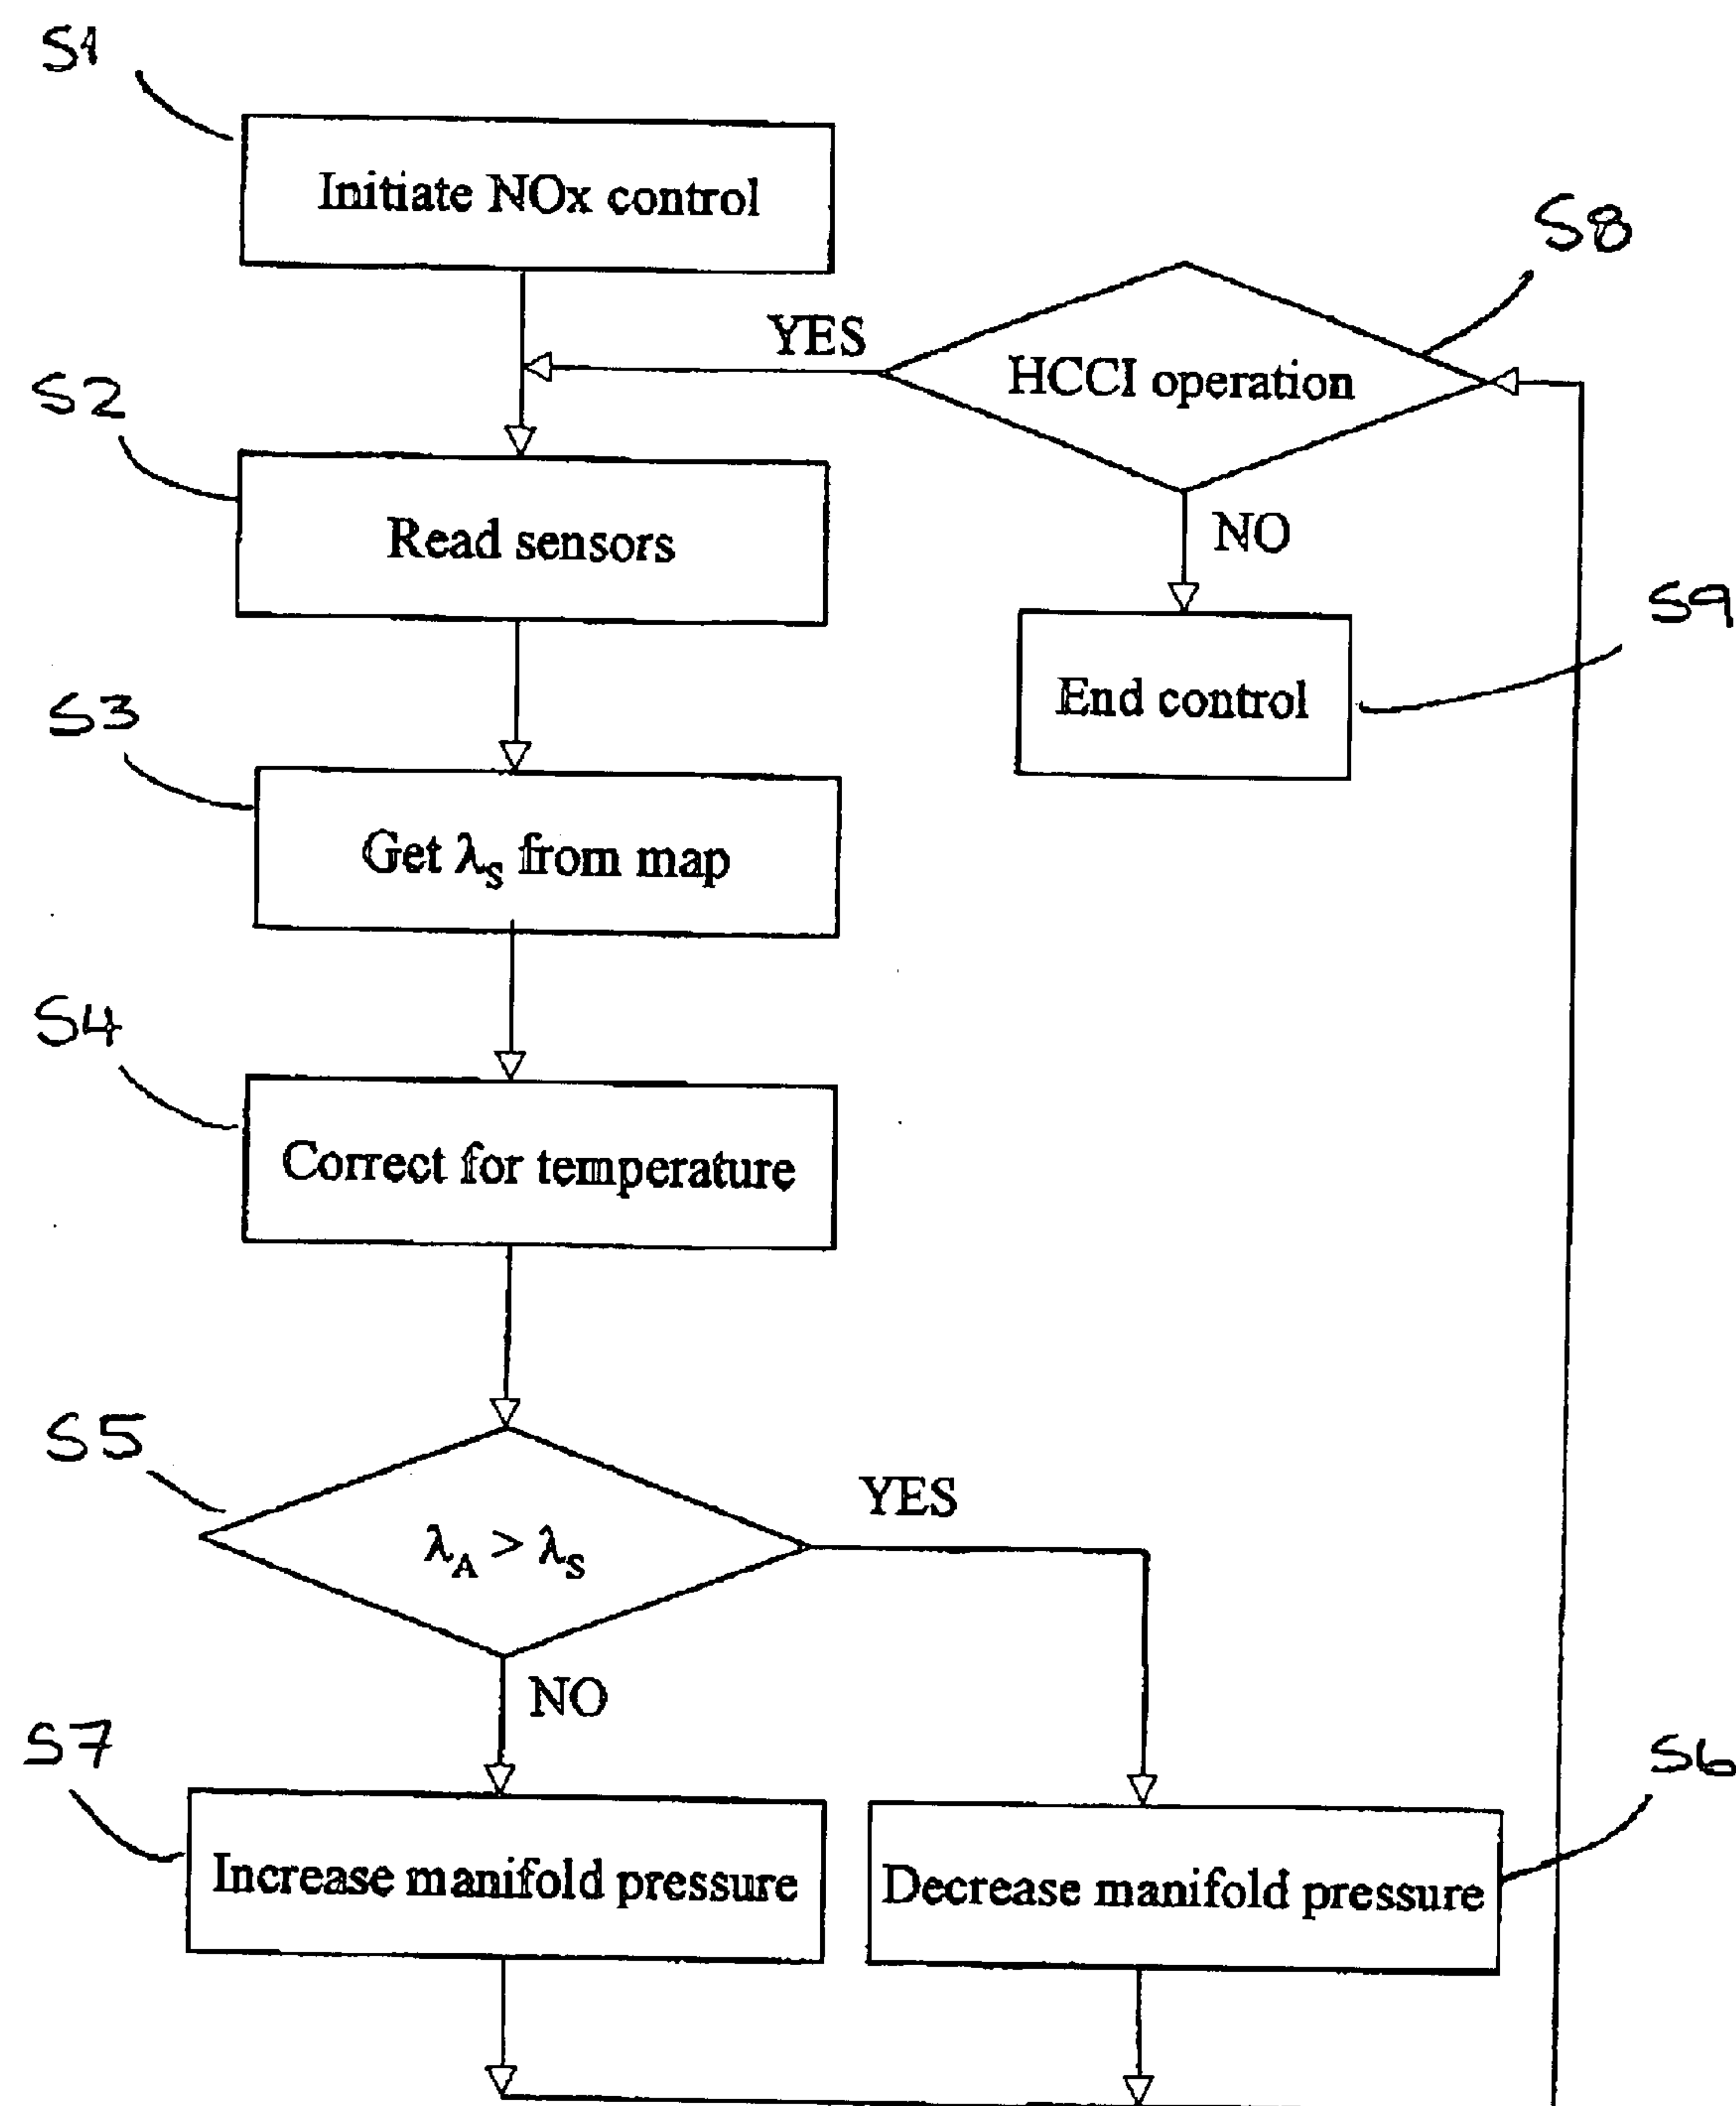 S1
Initiate NOx control
S8
YES
HCCI operation
S2
NO
Read sensors
S9
End control
S3
Get λS from map
S4
Correct for temperature
S5
YES
λA > λS
NO
S7
S6
Increase manifold pressure
Decrease manifold pressure